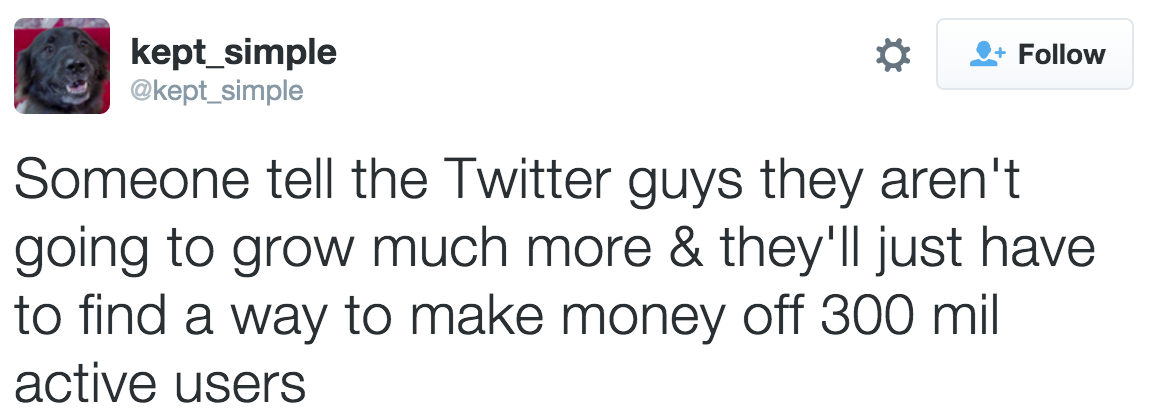 kept_simple
@kept_simple
Follow
Someone tell the Twitter guys they aren't
going to grow much more & they'll just have
to find a way to make money off 300 mil
active users